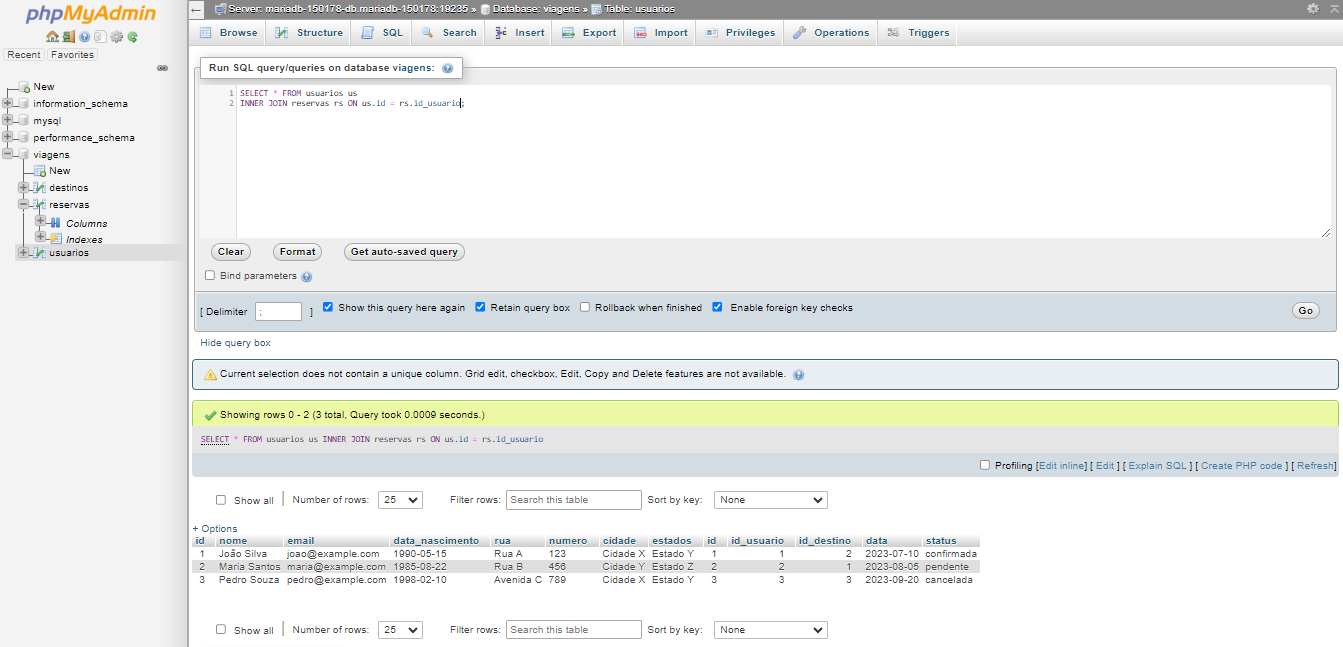 phpMyAdmin
Recent Favorites
New
information_schema
mysql
performance_schema
viagens
New
destinos
reservas
Columns
Indexes
usuarios
Server: mariadb-150178-db.mariadb-150178:19235 » Database: viagens » Table: usuarios
Browse Structure SQL Search Insert Export Import Privileges Operations Triggers
Run SQL query/queries on database viagens:
1 SELECT * FROM usuarios us
2 INNER JOIN reservas rs ON us.id = rs.id_usuario;
Clear Format Get auto-saved query
Bind parameters
[ Delimiter ; ] Show this query here again Retain query box Rollback when finished Enable foreign key checks Go
Hide query box
Current selection does not contain a unique column. Grid edit, checkbox, Edit, Copy and Delete features are not available.
Showing rows 0 - 2 (3 total, Query took 0.0009 seconds.)
SELECT * FROM usuarios us INNER JOIN reservas rs ON us.id = rs.id_usuario
Profiling [Edit inline] [ Edit ] [ Explain SQL ] [ Create PHP code ] [ Refresh]
Show all Number of rows: 25 Filter rows: Search this table Sort by key: None
+ Options
id nome email data_nascimento rua numero cidade estados id id_usuario id_destino data status
1 João Silva joao@example.com 1990-05-15 Rua A 123 Cidade X Estado Y 1 1 2 2023-07-10 confirmada
2 Maria Santos maria@example.com 1985-08-22 Rua B 456 Cidade Y Estado Z 2 2 1 2023-08-05 pendente
3 Pedro Souza pedro@example.com 1998-02-10 Avenida C 789 Cidade X Estado Y 3 3 3 2023-09-20 cancelada
Show all Number of rows: 25 Filter rows: Search this table Sort by key: None